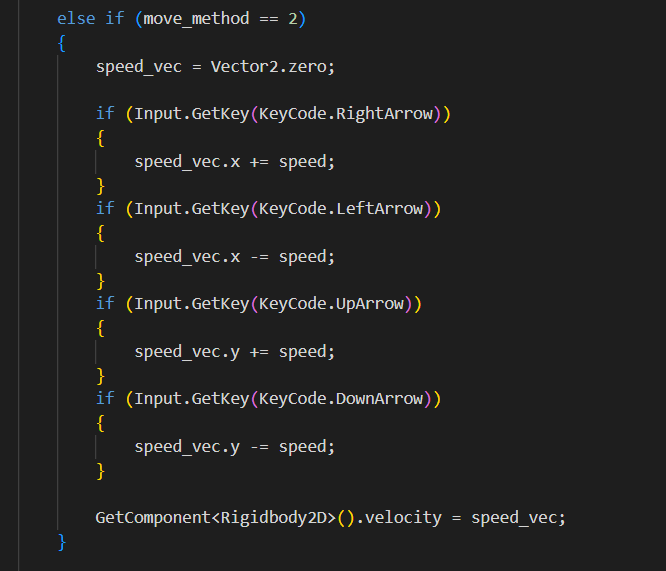 else if (move_method == 2)
{
speed_vec = Vector2.zero;
if (Input.GetKey(KeyCode.RightArrow))
{
speed_vec.x += speed;
}
if (Input.GetKey(KeyCode.LeftArrow))
{
speed_vec.x -= speed;
}
if (Input.GetKey(KeyCode.UpArrow))
{
speed_vec.y += speed;
}
if (Input.GetKey(KeyCode.DownArrow))
{
speed_vec.y -= speed;
}
GetComponent<Rigidbody2D>().velocity = speed_vec;
}